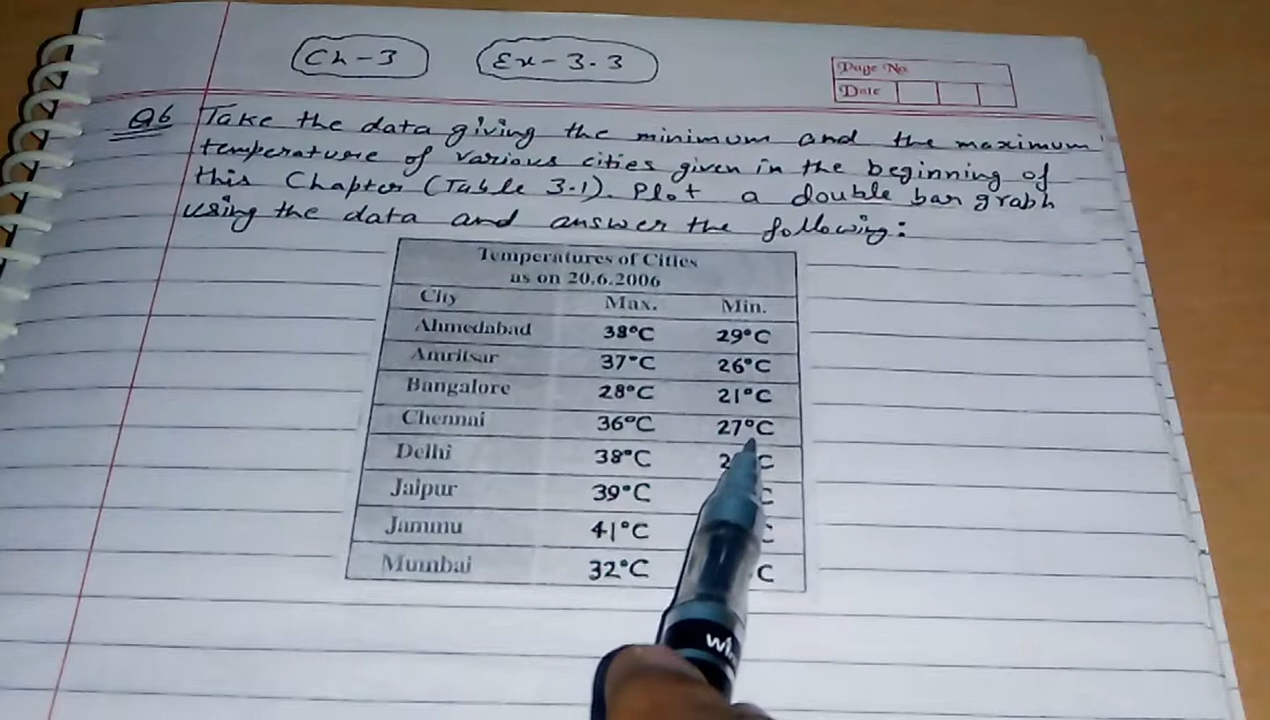 Ch-3 Ex-3.3
Page No
Date
Q6 Take the data giving the minimum and the maximum
temperature of various cities given in the beginning of
this Chapter (Table 3.1). Plot a double bar graph
using the data and answer the following:
Temperatures of Cities
as on 20.6.2006
City Max. Min.
Ahmedabad 38°C 29°C
Amritsar 37°C 26°C
Bangalore 28°C 21°C
Chennai 36°C 27°C
Delhi 38°C
Jaipur 39°C
Jammu 41°C
Mumbai 32°C